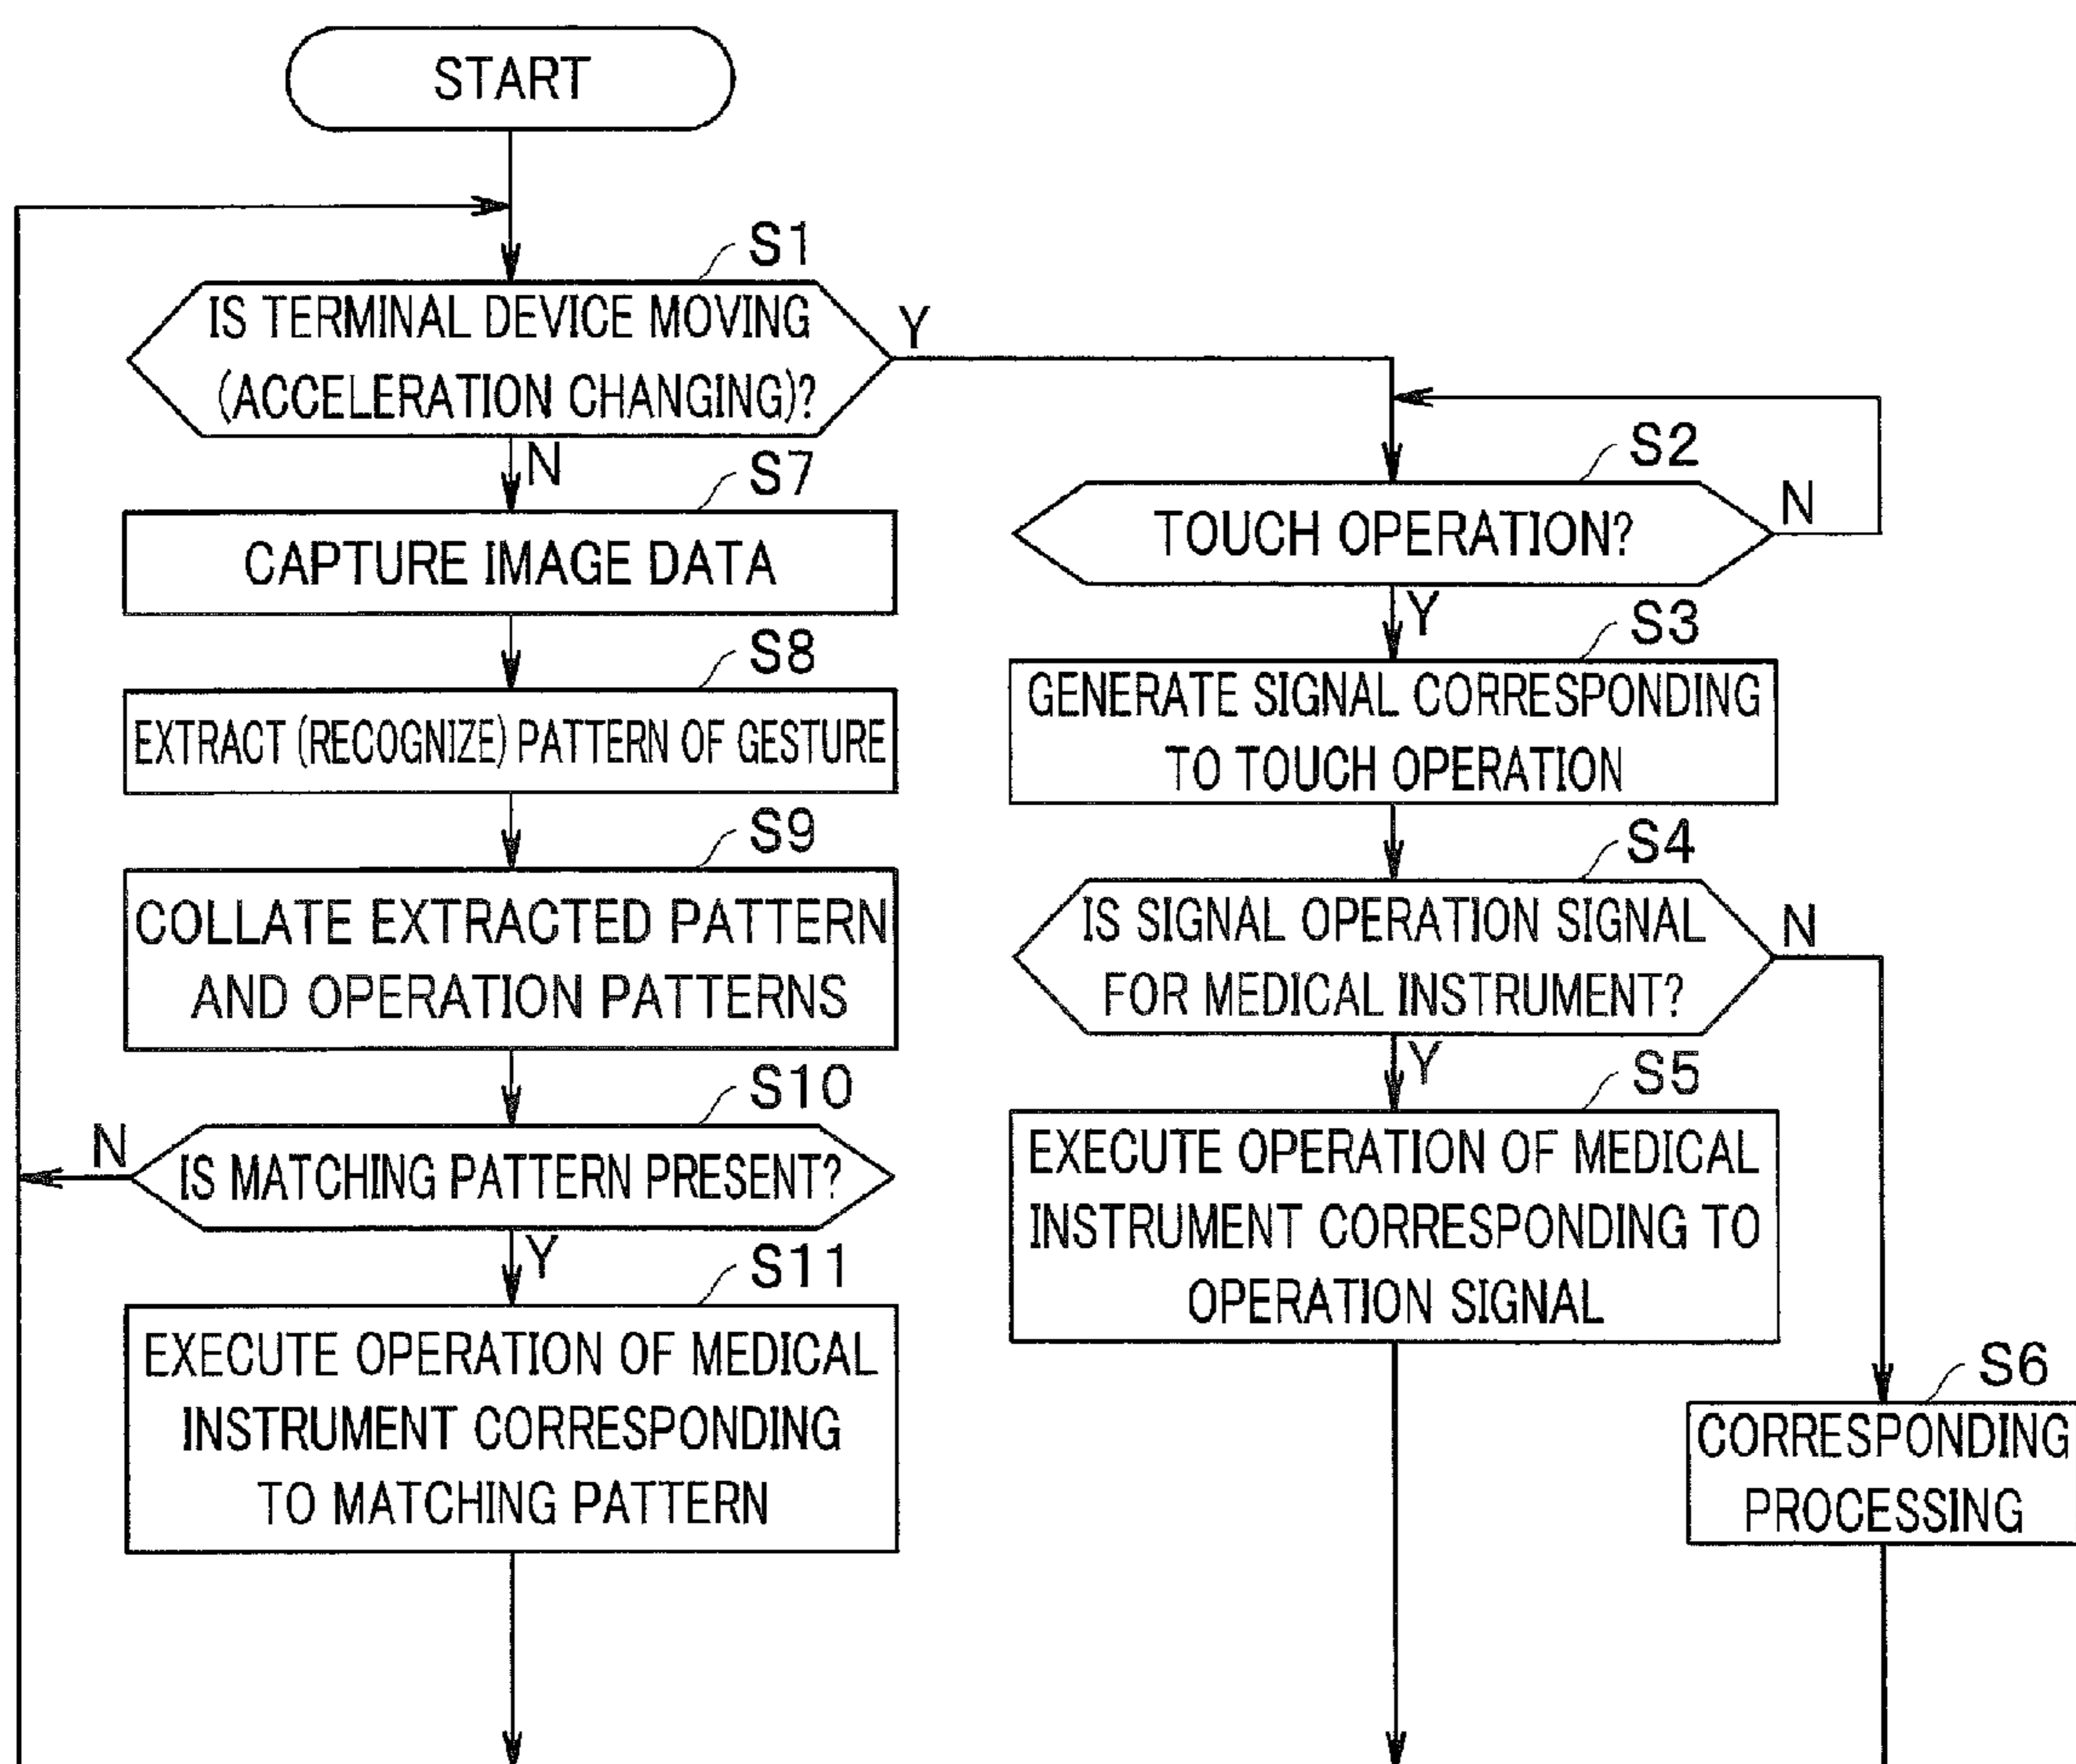 START
S1
IS TERMINAL DEVICE MOVING
(ACCELERATION CHANGING)?
Y
N
S7
CAPTURE IMAGE DATA
S8
EXTRACT (RECOGNIZE) PATTERN OF GESTURE
S9
COLLATE EXTRACTED PATTERN
AND OPERATION PATTERNS
S10
N
IS MATCHING PATTERN PRESENT?
Y
S11
EXECUTE OPERATION OF MEDICAL
INSTRUMENT CORRESPONDING
TO MATCHING PATTERN
S2
TOUCH OPERATION?
N
Y
S3
GENERATE SIGNAL CORRESPONDING
TO TOUCH OPERATION
S4
IS SIGNAL OPERATION SIGNAL
FOR MEDICAL INSTRUMENT?
N
Y
S5
EXECUTE OPERATION OF MEDICAL
INSTRUMENT CORRESPONDING TO
OPERATION SIGNAL
S6
CORRESPONDING
PROCESSING